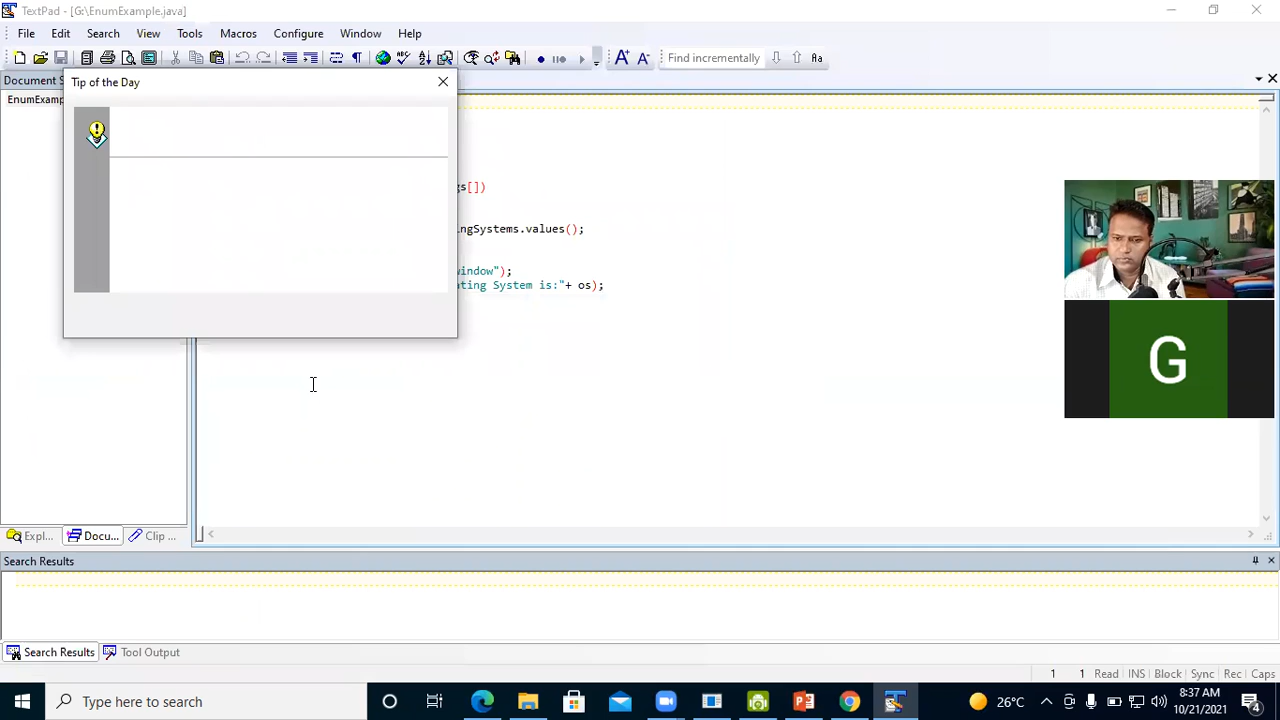 TextPad - [G:\EnumExample.java]
File Edit Search View Tools Macros Configure Window Help
Find incrementally
Document
Tip of the Day
EnumExamp
gs[])
ingSystems.values();
window");
ating System is:"+ os);
G
Expl... Docu... Clip ...
Search Results
Search Results Tool Output
1 1 Read INS Block Sync Rec Caps
Type here to search
26°C
8:37 AM
10/21/2021
4